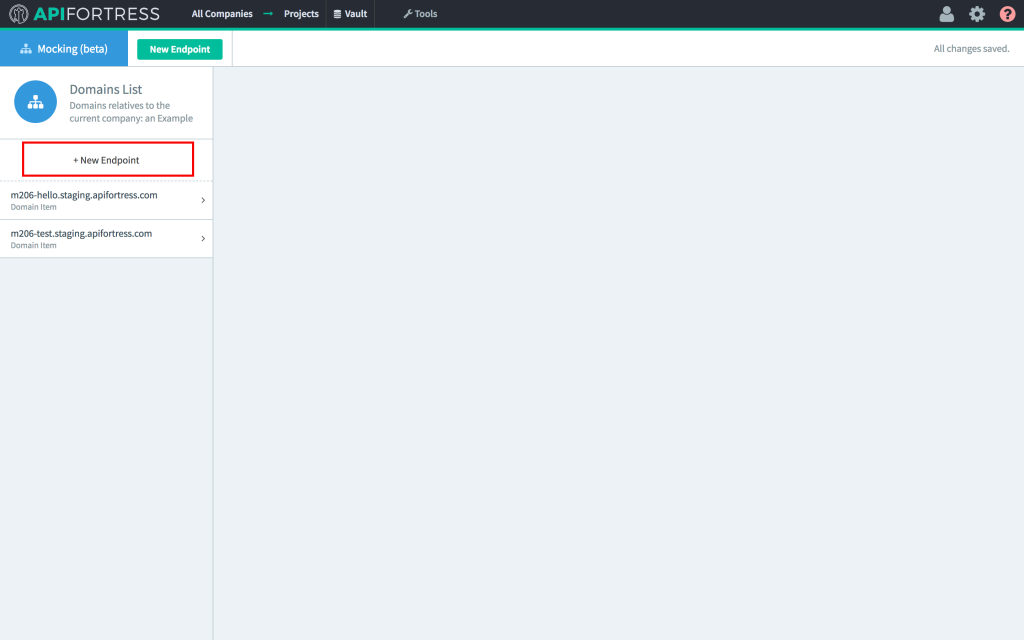 APIFORTRESS All Companies → Projects Vault Tools ?
Mocking (beta) New Endpoint All changes saved.
Domains List
Domains relatives to the
current company: an Example
+ New Endpoint
m206-hello.staging.apifortress.com
Domain Item
m206-test.staging.apifortress.com
Domain Item